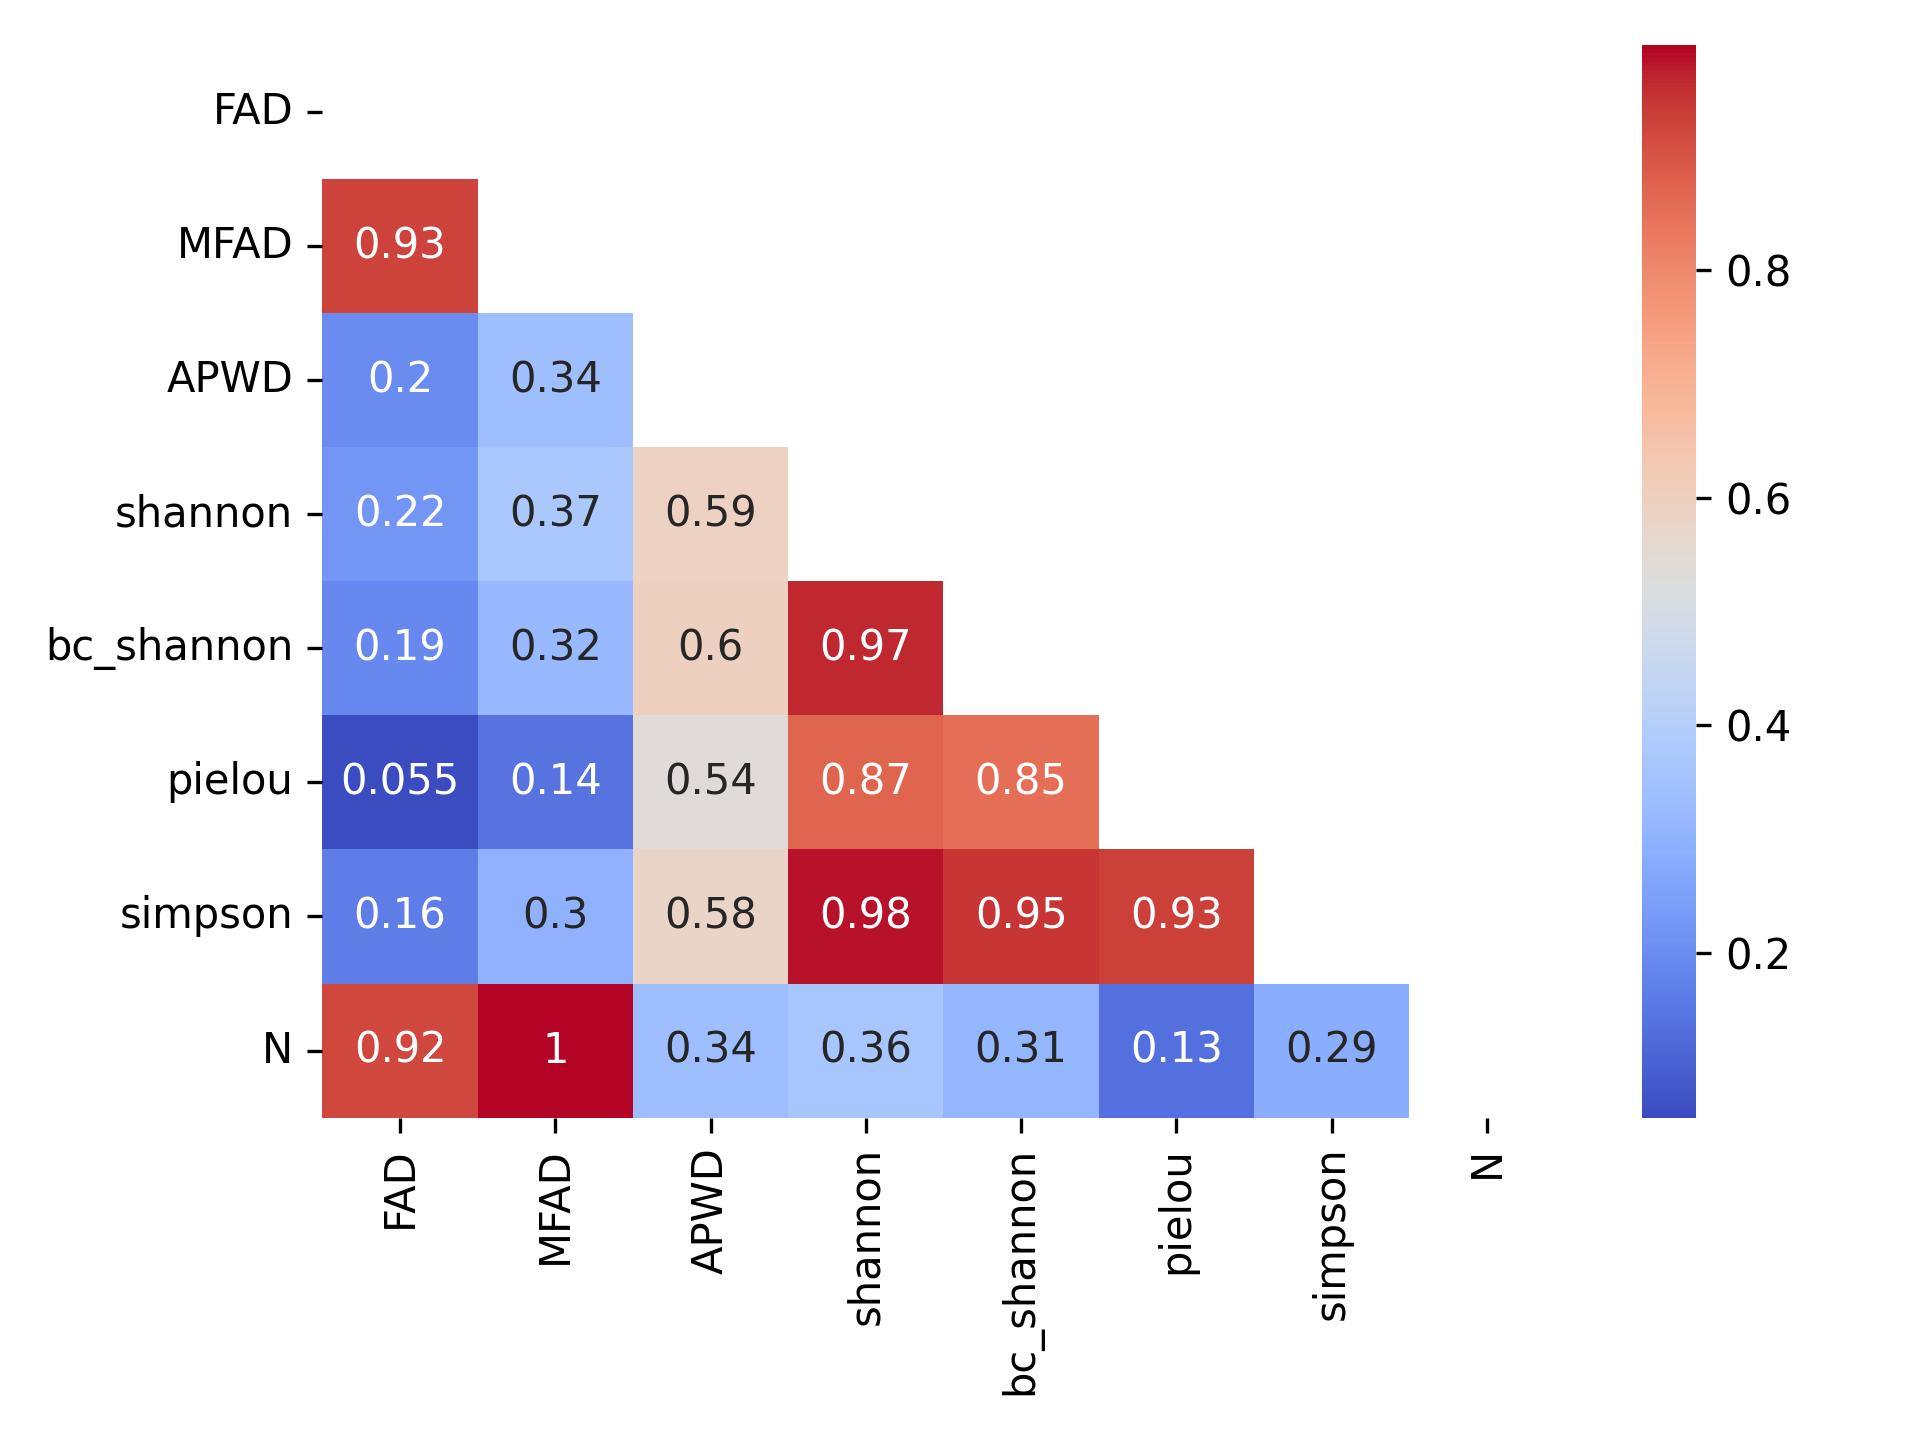 FAD
MFAD 0.93
APWD 0.2 0.34
shannon 0.22 0.37 0.59
bc_shannon 0.19 0.32 0.6 0.97
pielou 0.055 0.14 0.54 0.87 0.85
simpson 0.16 0.3 0.58 0.98 0.95 0.93
N 0.92 1 0.34 0.36 0.31 0.13 0.29
FAD MFAD APWD shannon bc_shannon pielou simpson N
0.8
0.6
0.4
0.2